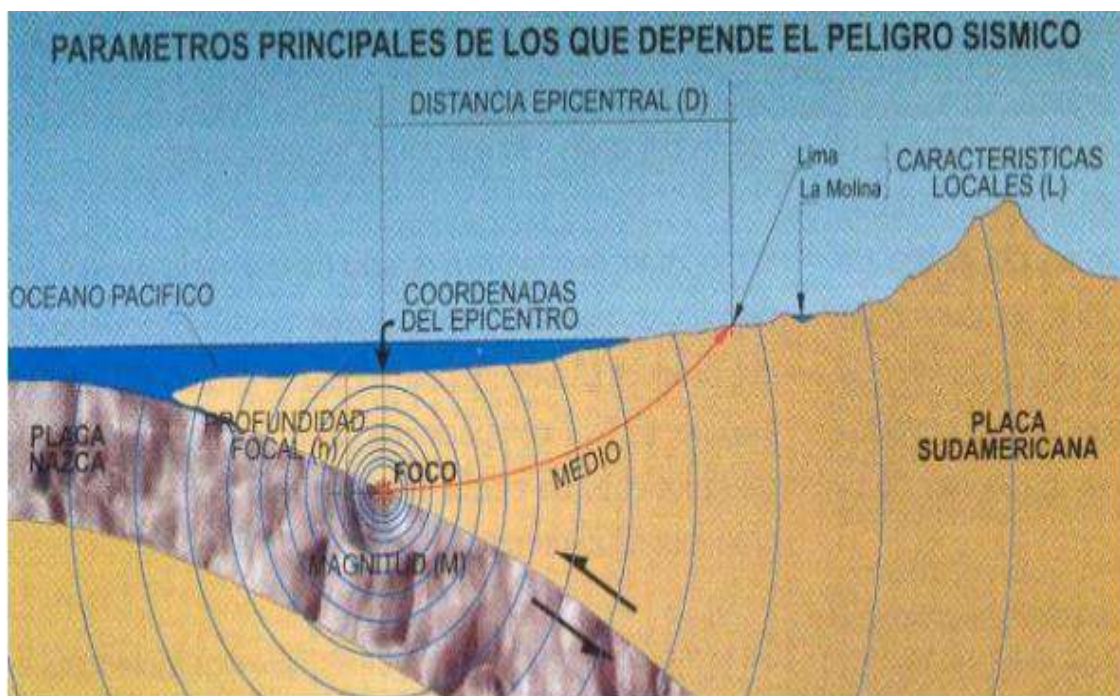 PARAMETROS PRINCIPALES DE LOS QUE DEPENDE EL PELIGRO SISMICO
DISTANCIA EPICENTRAL (D)
Lima
La Molina
CARACTERISTICAS
LOCALES (L)
OCEANO PACIFICO
COORDENADAS
DEL EPICENTRO
PROFUNDIDAD
FOCAL (h)
PLACA
NAZCA
FOCO
MEDIO
PLACA
SUDAMERICANA
MAGNITUD (M)